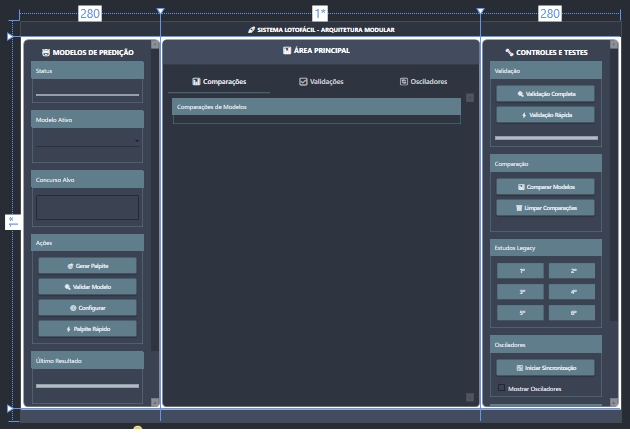 280
1*
280
1*
SISTEMA LOTOFÁCIL - ARQUITETURA MODULAR
MODELOS DE PREDIÇÃO
Status
Modelo Ativo
Concurso Alvo
Ações
Gerar Palpite
Validar Modelo
Configurar
Palpite Rápido
Último Resultado
ÁREA PRINCIPAL
Comparações
Validações
Osciladores
Comparações de Modelos
CONTROLES E TESTES
Validação
Validação Completa
Validação Rápida
Comparação
Comparar Modelos
Limpar Comparações
Estudos Legacy
1º 2º
3º 4º
5º 6º
Osciladores
Iniciar Sincronização
Mostrar Osciladores